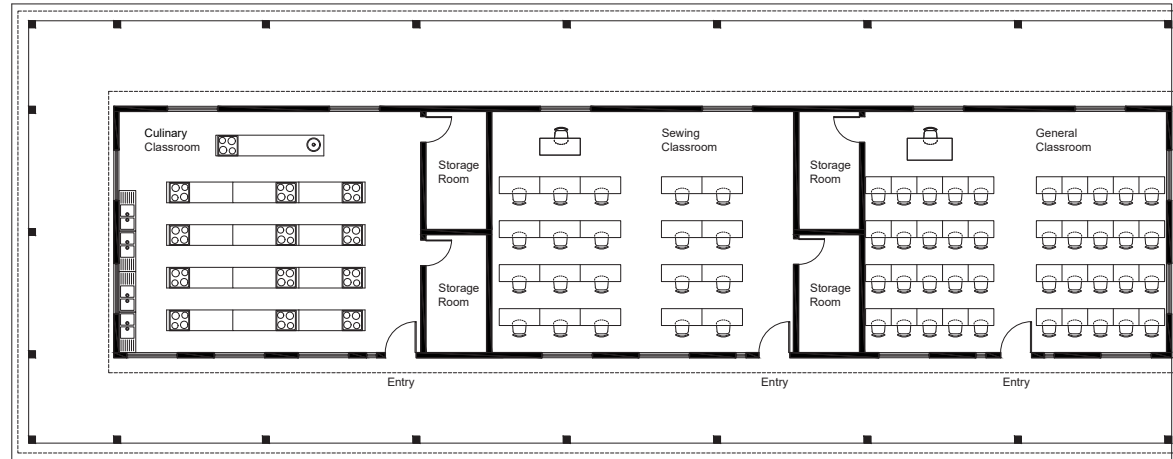 Culinary
Classroom
Storage
Room
Sewing
Classroom
Storage
Room
General
Classroom
Storage
Room
Storage
Room
Entry
Entry
Entry